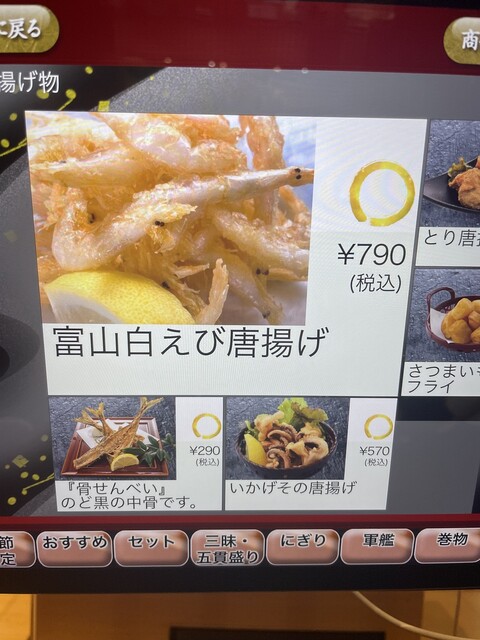 に戻る
商
揚げ物
¥790
(税込)
富山白えび唐揚げ
とり唐
さつまい
フライ
¥290
(税込)
『骨せんべい』
のど黒の中骨です。
¥570
(税込)
いかげその唐揚げ
節
定
おすすめ
セット
三昧・
五貫盛り
にぎり
軍艦
巻物